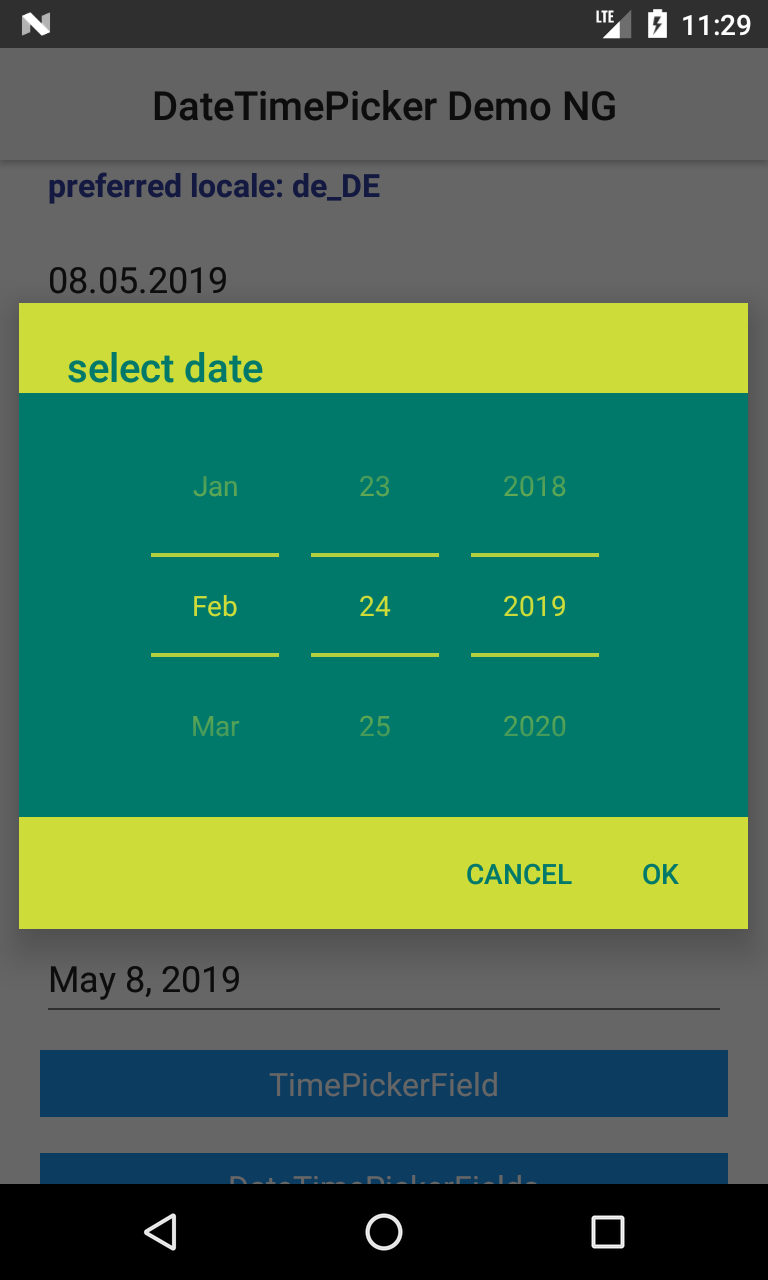 LTE 11:29
DateTimePicker Demo NG
preferred locale: de_DE
08.05.2019
select date
Jan 23 2018
Feb 24 2019
Mar 25 2020
CANCEL OK
May 8, 2019
TimePickerField
DateTimePickerFields